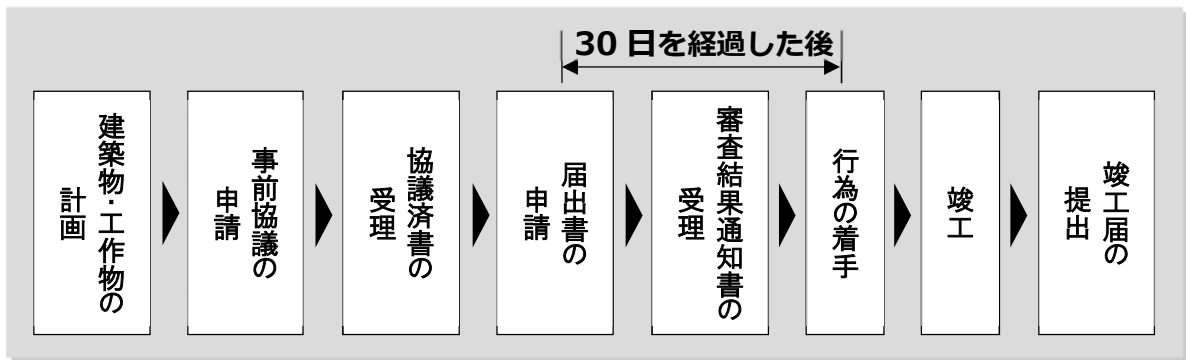 30 日を経過した後
建築物・工作物の
計画
事前協議の
申請
協議済書の
受理
届出書の
申請
審査結果通知書の
受理
行為の着手
竣工
竣工届の
提出